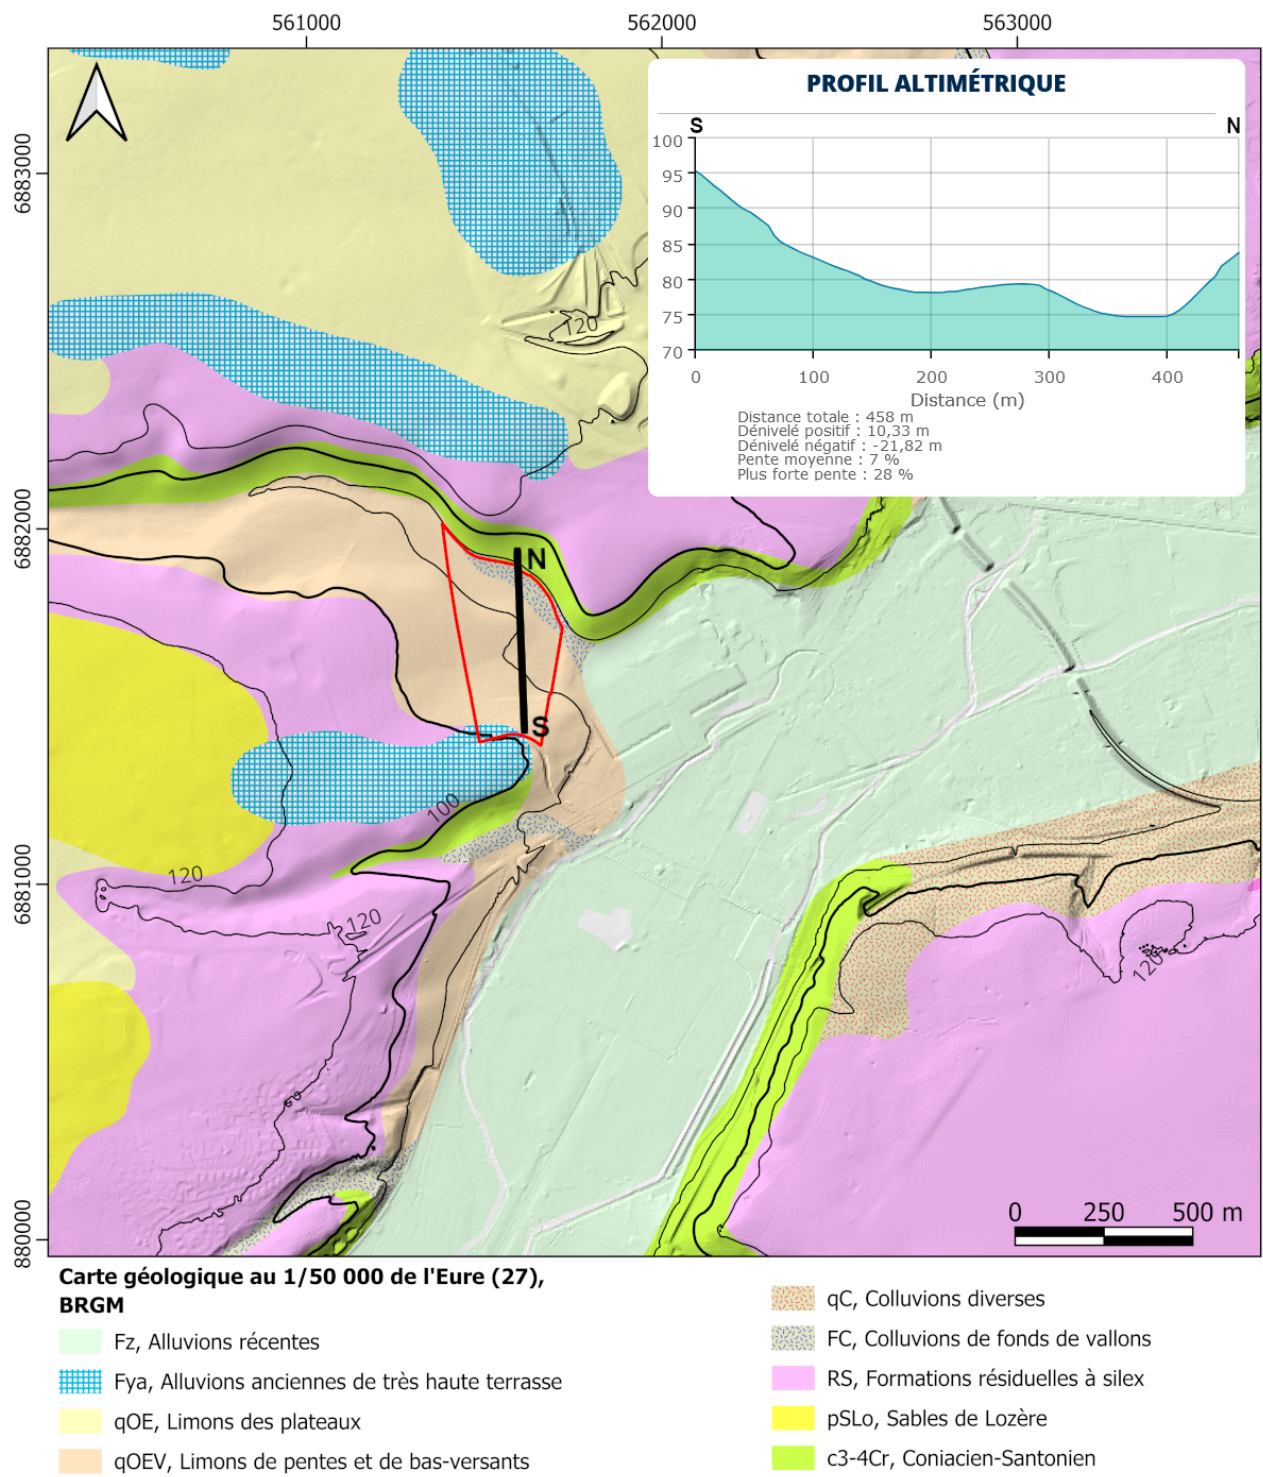 561000
562000
563000
6883000
6882000
6881000
880000
PROFIL ALTIMÉTRIQUE
S
N
100
95
90
85
80
75
70
0
100
200
300
400
Distance (m)
Distance totale : 458 m
Dénivelé positif : 10,33 m
Dénivelé négatif : -21,82 m
Pente moyenne : 7 %
Plus forte pente : 28 %
120
N
S
100
120
120
120
0 250 500 m
Carte géologique au 1/50 000 de l'Eure (27),
BRGM
Fz, Alluvions récentes
Fya, Alluvions anciennes de très haute terrasse
qOE, Limons des plateaux
qOEV, Limons de pentes et de bas-versants
qC, Colluvions diverses
FC, Colluvions de fonds de vallons
RS, Formations résiduelles à silex
pSLo, Sables de Lozère
c3-4Cr, Coniacien-Santonien